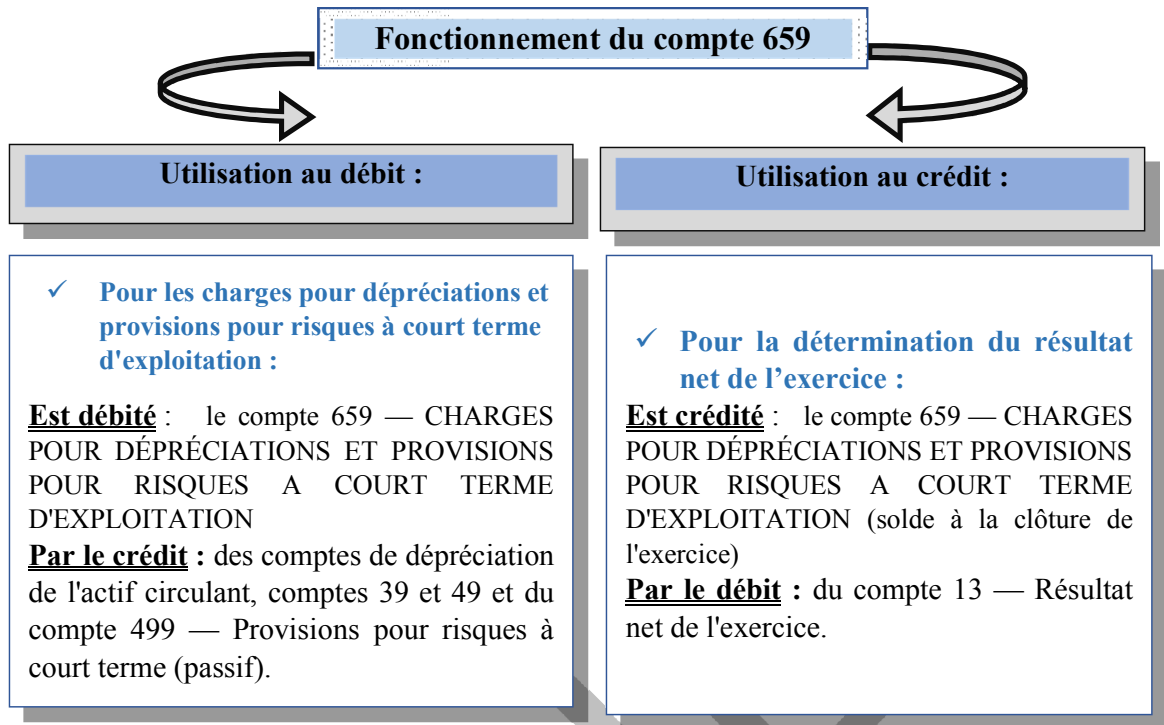 Fonctionnement du compte 659
Utilisation au débit :
✓ Pour les charges pour dépréciations et
provisions pour risques à court terme
d'exploitation :
Est débité : le compte 659 — CHARGES
POUR DÉPRÉCIATIONS ET PROVISIONS
POUR RISQUES A COURT TERME
D'EXPLOITATION
Par le crédit : des comptes de dépréciation
de l'actif circulant, comptes 39 et 49 et du
compte 499 — Provisions pour risques à
court terme (passif).
Utilisation au crédit :
✓ Pour la détermination du résultat
net de l’exercice :
Est crédité : le compte 659 — CHARGES
POUR DÉPRÉCIATIONS ET PROVISIONS
POUR RISQUES A COURT TERME
D'EXPLOITATION (solde à la clôture de
l'exercice)
Par le débit : du compte 13 — Résultat
net de l'exercice.